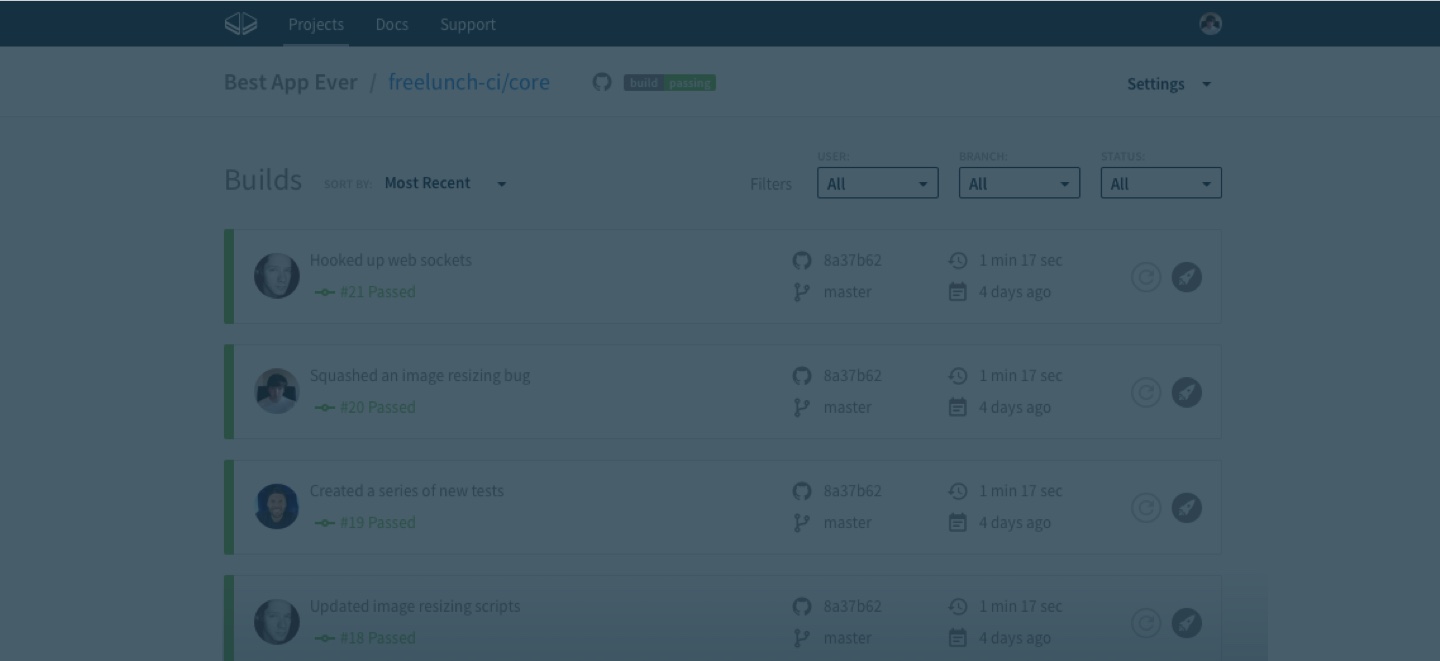 Projects Docs Support
Best App Ever / freelunch-ci/core build passing Settings
USER: BRANCH: STATUS:
Builds SORT BY: Most Recent Filters All All All
Hooked up web sockets 8a37b62 1 min 17 sec
#21 Passed master 4 days ago
Squashed an image resizing bug 8a37b62 1 min 17 sec
#20 Passed master 4 days ago
Created a series of new tests 8a37b62 1 min 17 sec
#19 Passed master 4 days ago
Updated image resizing scripts 8a37b62 1 min 17 sec
#18 Passed master 4 days ago